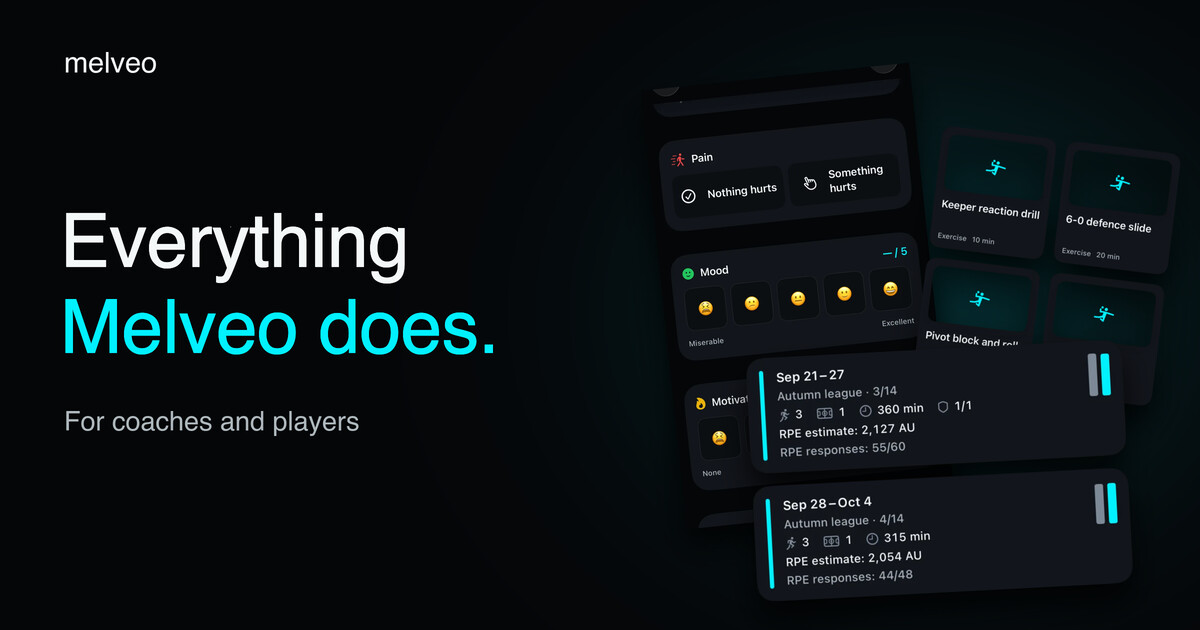 melveo
Everything
Melveo does.
For coaches and players
Pain
Nothing hurts
Something
hurts
Mood
— / 5
Miserable
Excellent
None
Keeper reaction drill
Exercise 10 min
6-0 defence slide
Exercise 20 min
Pivot block and
Sep 21–27
Autumn league · 3/14
3 1 360 min 1/1
RPE estimate: 2,127 AU
RPE responses: 55/60
Sep 28–Oct 4
Autumn league · 4/14
3 1 315 min
RPE estimate: 2,054 AU
RPE responses: 44/48